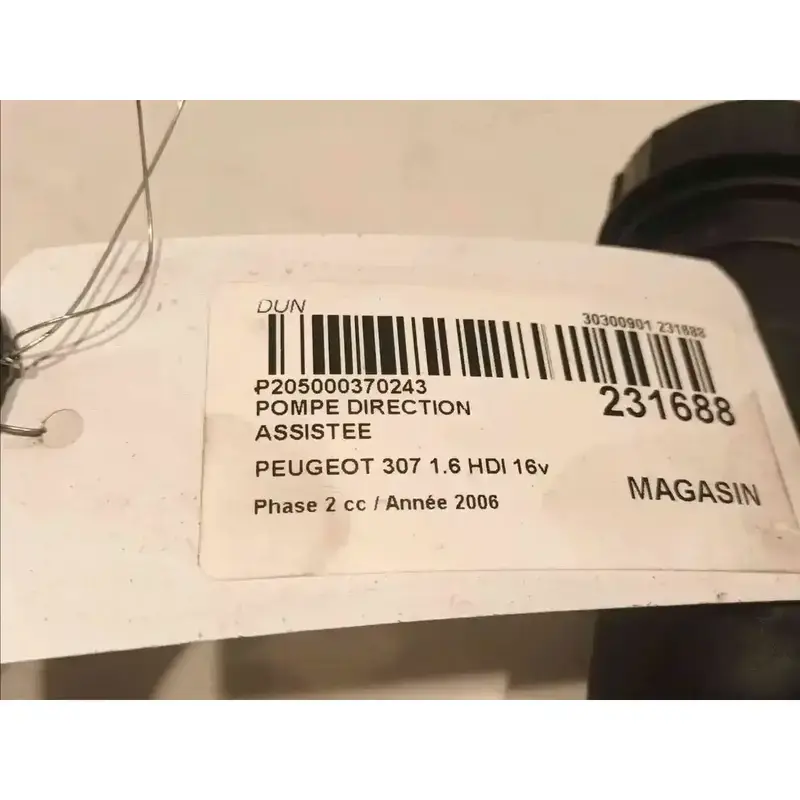 DUN
30300901 231688
P205000370243
231688
POMPE DIRECTION
ASSISTEE
PEUGEOT 307 1.6 HDI 16v
MAGASIN
Phase 2 cc / Année 2006